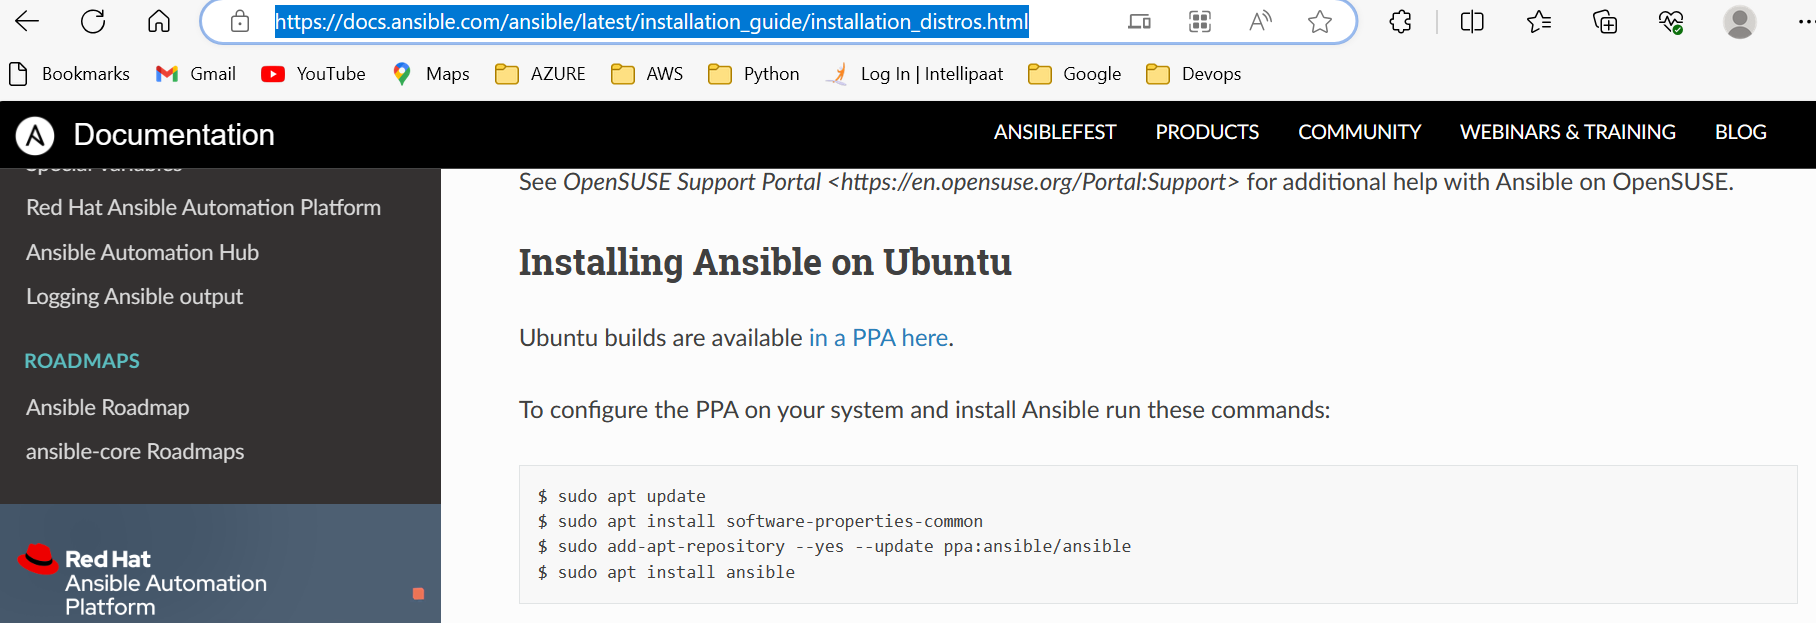 https://docs.ansible.com/ansible/latest/installation_guide/installation_distros.html
Bookmarks Gmail YouTube Maps AZURE AWS Python Log In | Intellipaat Google Devops
Documentation ANSIBLEFEST PRODUCTS COMMUNITY WEBINARS & TRAINING BLOG
Special Variables
Red Hat Ansible Automation Platform
Ansible Automation Hub
Logging Ansible output
ROADMAPS
Ansible Roadmap
ansible-core Roadmaps
Red Hat
Ansible Automation
Platform
See OpenSUSE Support Portal <https://en.opensuse.org/Portal:Support> for additional help with Ansible on OpenSUSE.
Installing Ansible on Ubuntu
Ubuntu builds are available in a PPA here.
To configure the PPA on your system and install Ansible run these commands:
$ sudo apt update
$ sudo apt install software-properties-common
$ sudo add-apt-repository --yes --update ppa:ansible/ansible
$ sudo apt install ansible